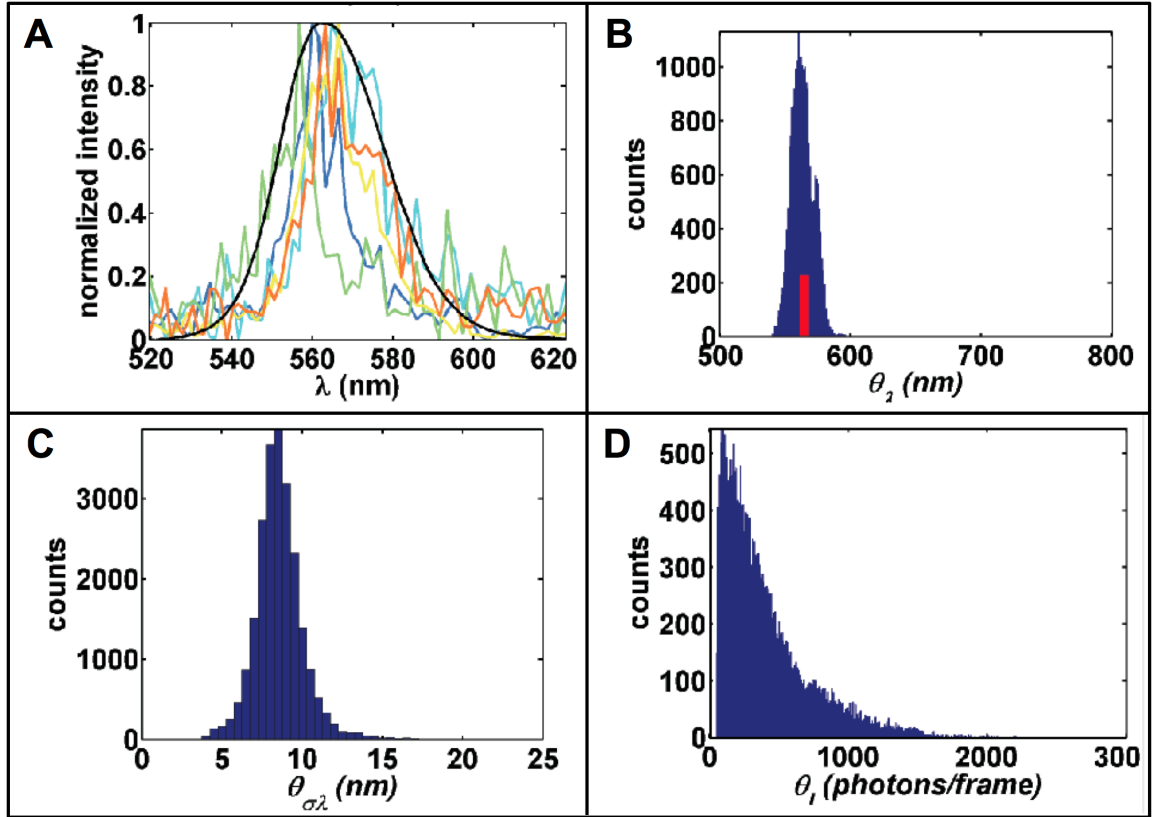 A
normalized intensity
1
0.8
0.6
0.4
0.2
0
520 540 560 580 600 620
λ (nm)
B
counts
1000
800
600
400
200
0
500 600 700 800
θ₂ (nm)
C
counts
3000
2000
1000
0
0 5 10 15 20 25
θσλ (nm)
D
counts
500
400
300
200
100
0
0 1000 2000 300
θI (photons/frame)